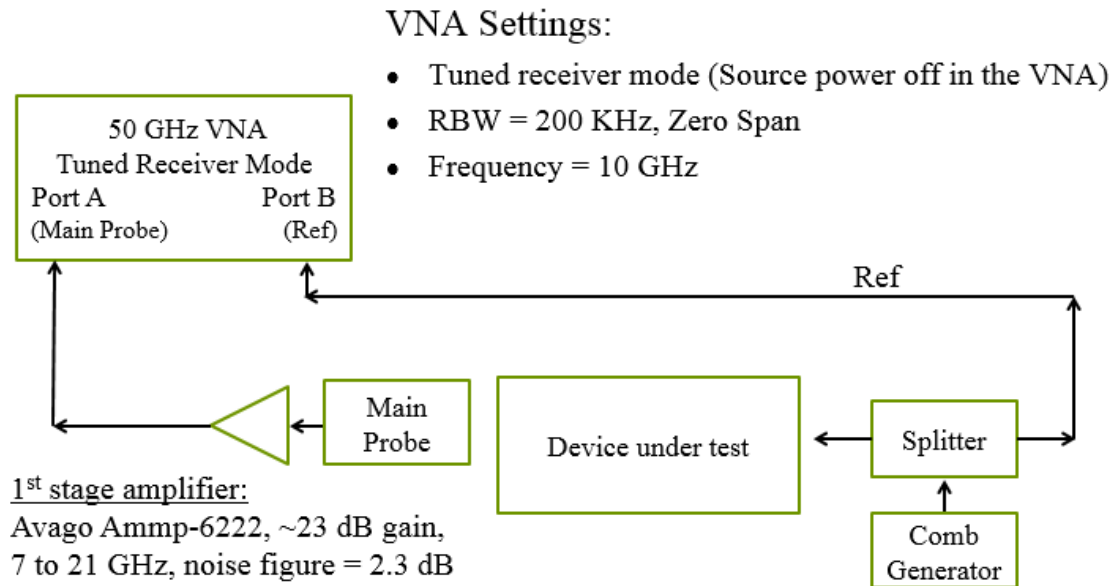 VNA Settings:
• Tuned receiver mode (Source power off in the VNA)
• RBW = 200 KHz, Zero Span
• Frequency = 10 GHz
50 GHz VNA
Tuned Receiver Mode
Port A Port B
(Main Probe) (Ref)
Ref
Main
Probe
Device under test
Splitter
Comb
Generator
1st stage amplifier:
Avago Ammp-6222, ~23 dB gain,
7 to 21 GHz, noise figure = 2.3 dB